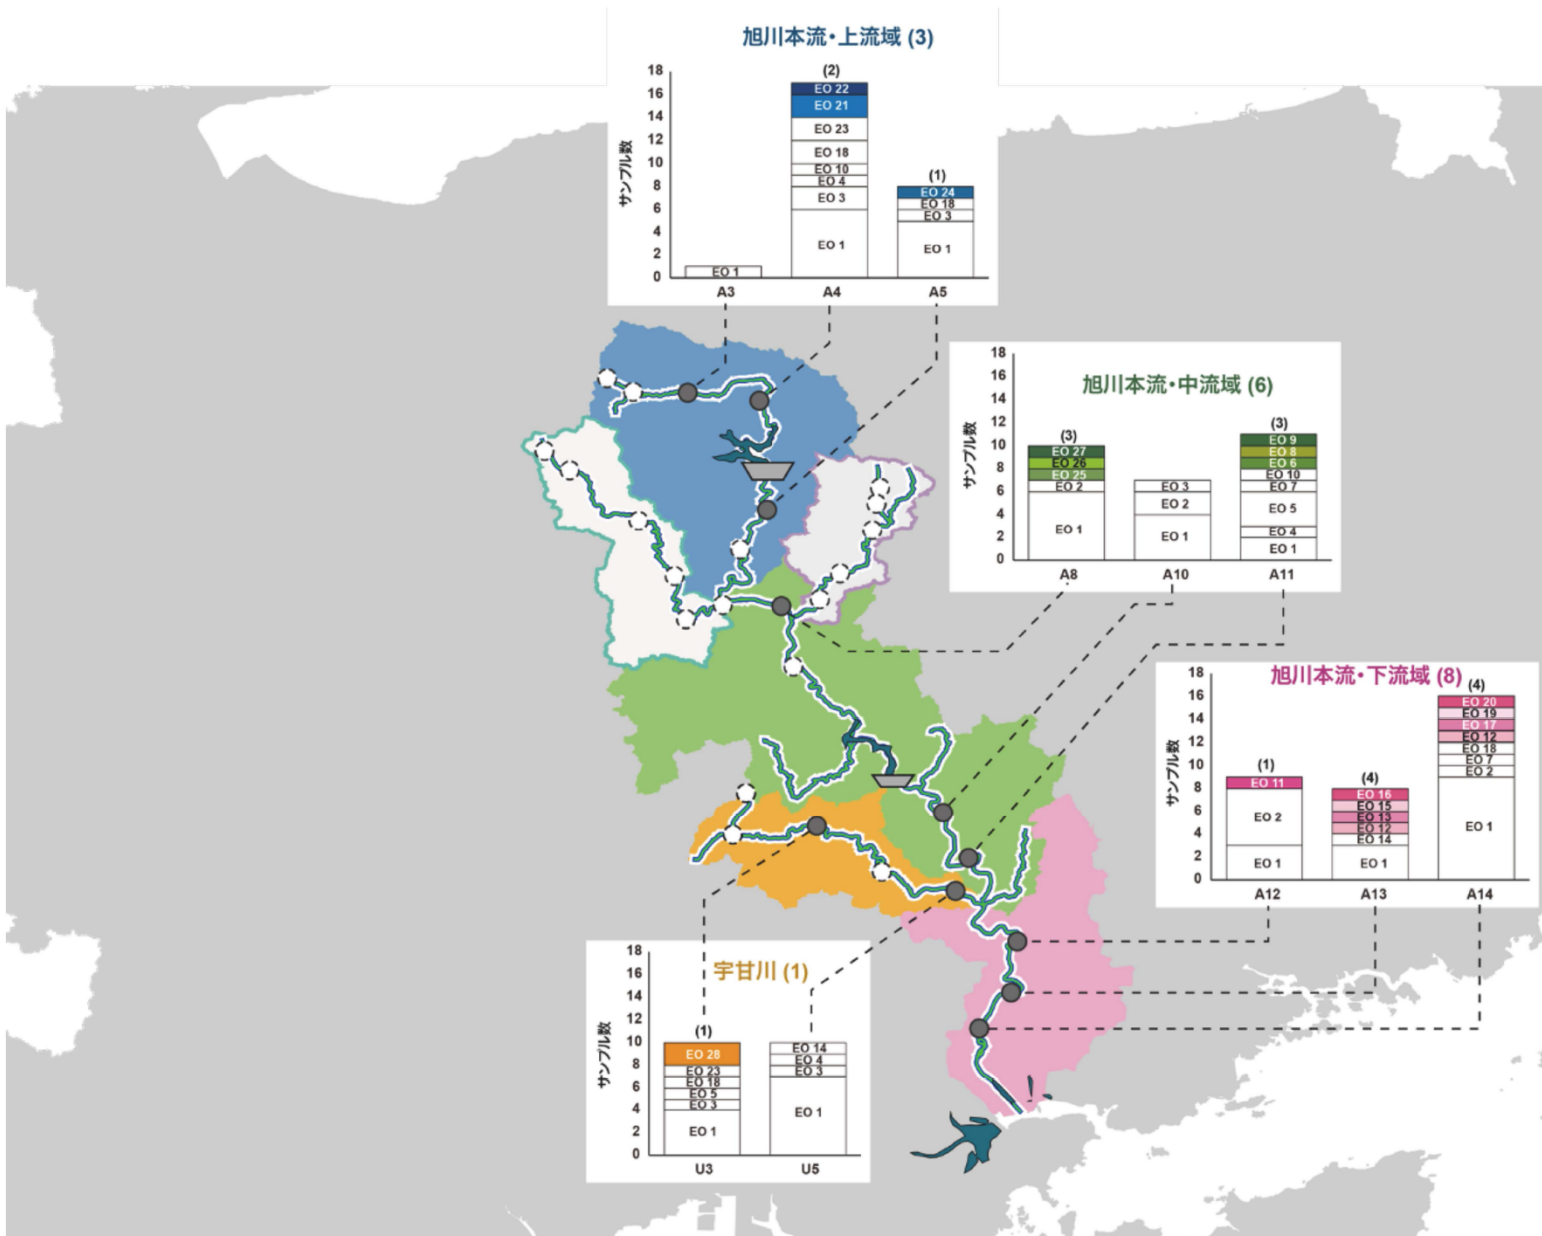 旭川本流・上流域 (3)
サンプル数
18
16
14
12
10
8
6
4
2
0
EO 1
A3
(2)
EO 22
EO 21
EO 23
EO 18
EO 10
EO 4
EO 3
EO 1
A4
(1)
EO 24
EO 18
EO 3
EO 1
A5
旭川本流・中流域 (6)
サンプル数
18
16
14
12
10
8
6
4
2
0
(3)
EO 27
EO 26
EO 25
EO 2
EO 1
A8
EO 3
EO 2
EO 1
A10
(3)
EO 9
EO 8
EO 6
EO 10
EO 7
EO 5
EO 4
EO 1
A11
旭川本流・下流域 (8)
サンプル数
18
16
14
12
10
8
6
4
2
0
(1)
EO 11
EO 2
EO 1
A12
(4)
EO 16
EO 15
EO 13
EO 12
EO 14
EO 1
A13
(4)
EO 20
EO 19
EO 17
EO 12
EO 18
EO 7
EO 2
EO 1
A14
宇甘川 (1)
サンプル数
18
16
14
12
10
8
6
4
2
0
(1)
EO 28
EO 23
EO 18
EO 5
EO 3
EO 1
U3
EO 14
EO 4
EO 3
EO 1
U5